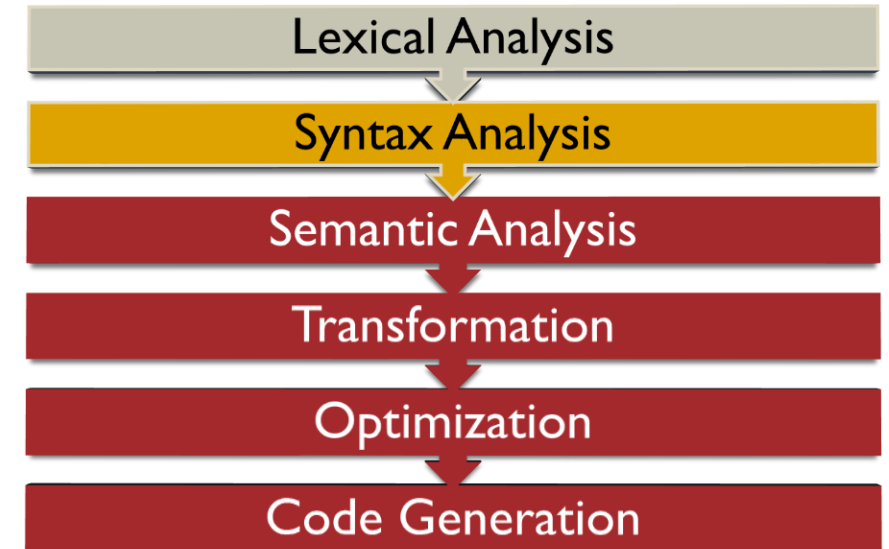 Lexical Analysis
Syntax Analysis
Semantic Analysis
Transformation
Optimization
Code Generation